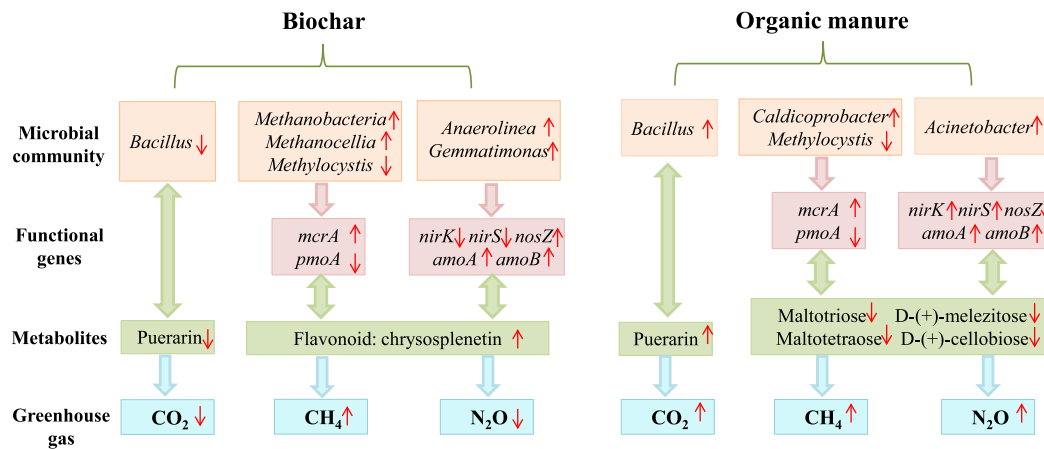 Biochar
Organic manure
Microbial community
Bacillus ↓
Methanobacteria ↑
Methanocellia ↑
Methylocystis ↓
Anaerolinea ↑
Gemmatimonas ↑
Bacillus ↑
Caldicoprobacter ↑
Methylocystis ↓
Acinetobacter ↑
Functional genes
mcrA ↑
pmoA ↓
nirK ↓ nirS ↓ nosZ ↑
amoA ↑ amoB ↑
mcrA ↑
pmoA ↓
nirK ↑ nirS ↑ nosZ ↓
amoA ↑ amoB ↑
Metabolites
Puerarin ↓
Flavonoid: chrysosplenetin ↑
Puerarin ↑
Maltotriose ↓ D-(+)-melezitose ↓
Maltotetraose ↓ D-(+)-cellobiose ↓
Greenhouse gas
CO₂ ↓
CH₄ ↑
N₂O ↓
CO₂ ↑
CH₄ ↑
N₂O ↑